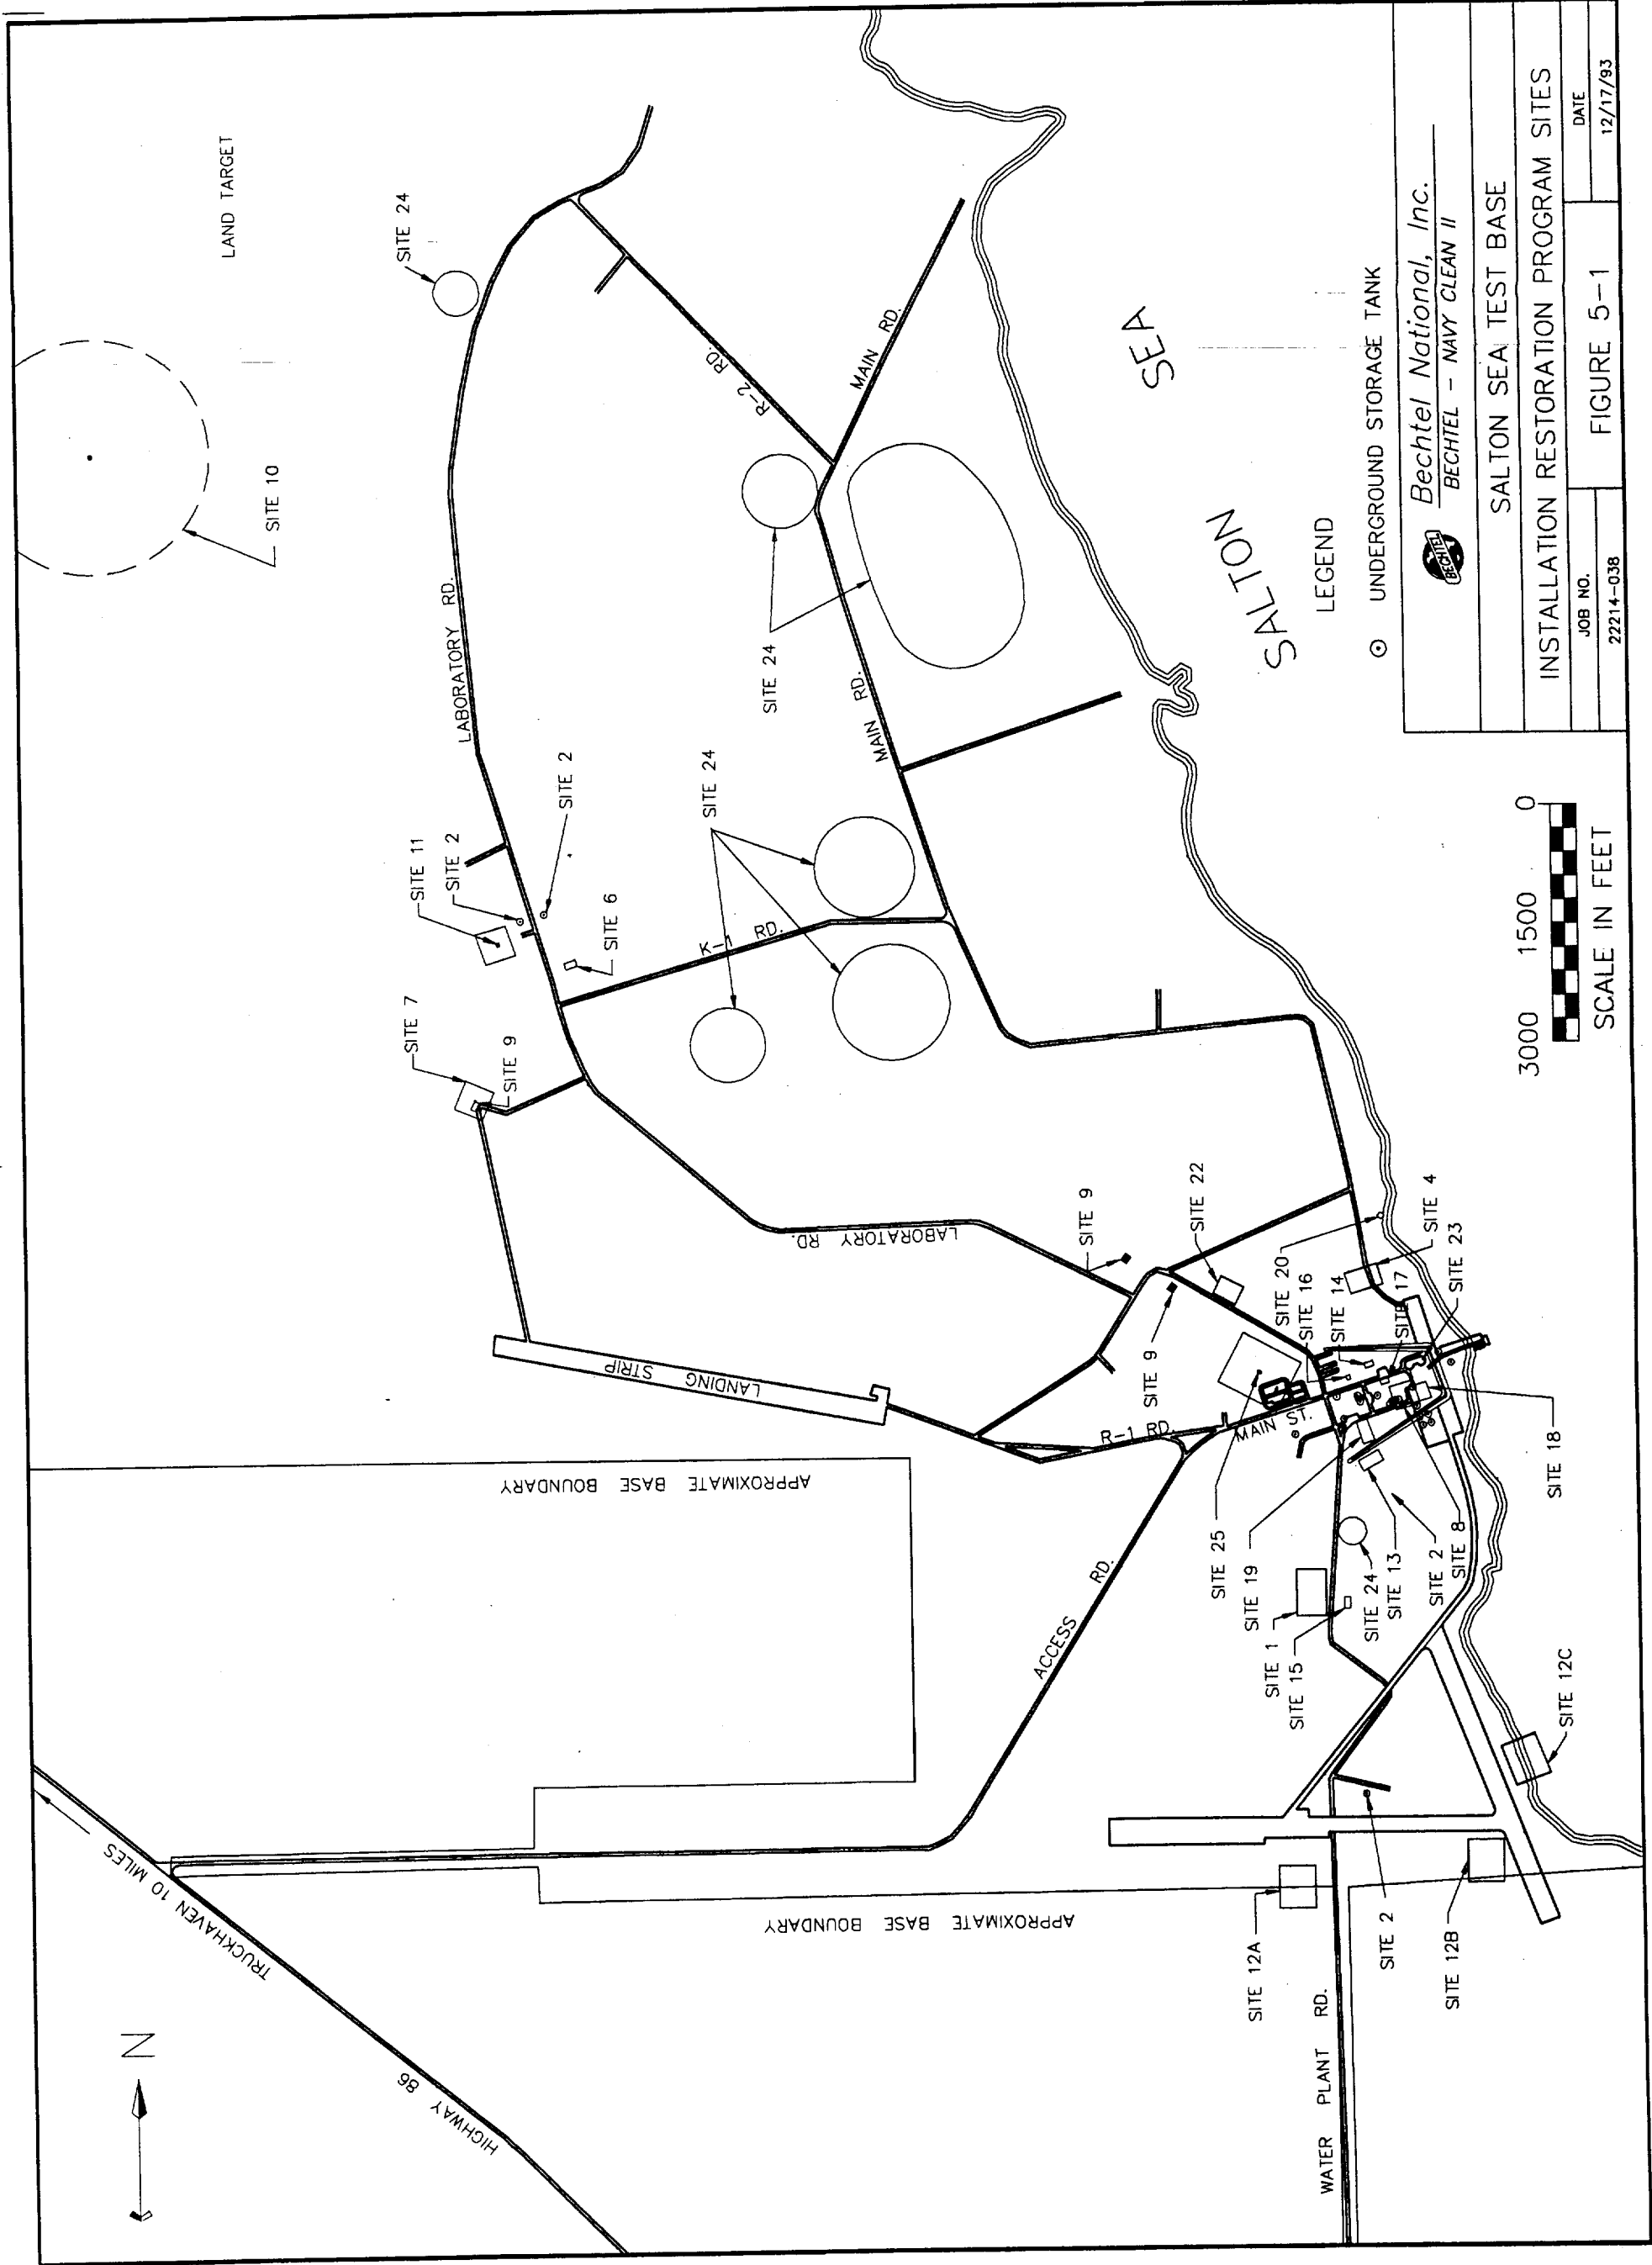 LAND TARGET
SITE 24
SITE 10
LABORATORY RD.
R-2 RD.
MAIN RD.
SITE 24
MAIN RD.
SITE 24
SITE 2
SITE 11
SITE 2
SITE 6
K-1 RD.
SITE 7
SITE 9
LABORATORY RD.
SITE 9
SITE 22
SITE 9
SITE 20
SITE 16
SITE 14
SITE 17
SITE 4
SITE 23
LANDING STRIP
R-1 RD.
MAIN ST.
SITE 18
SITE 25
SITE 19
SITE 1
SITE 15
SITE 24
SITE 13
SITE 2
SITE 8
APPROXIMATE BASE BOUNDARY
ACCESS RD.
SITE 12C
SITE 12A
SITE 2
SITE 12B
APPROXIMATE BASE BOUNDARY
WATER PLANT RD.
TRUCKHAVEN 10 MILES
HIGHWAY 86
N
SALTON SEA
LEGEND
UNDERGROUND STORAGE TANK
3000 1500 0
SCALE IN FEET
BECHTEL
Bechtel National, Inc.
BECHTEL - NAVY CLEAN II
SALTON SEA TEST BASE
INSTALLATION RESTORATION PROGRAM SITES
JOB NO.
22214-038
FIGURE 5-1
DATE
12/17/93